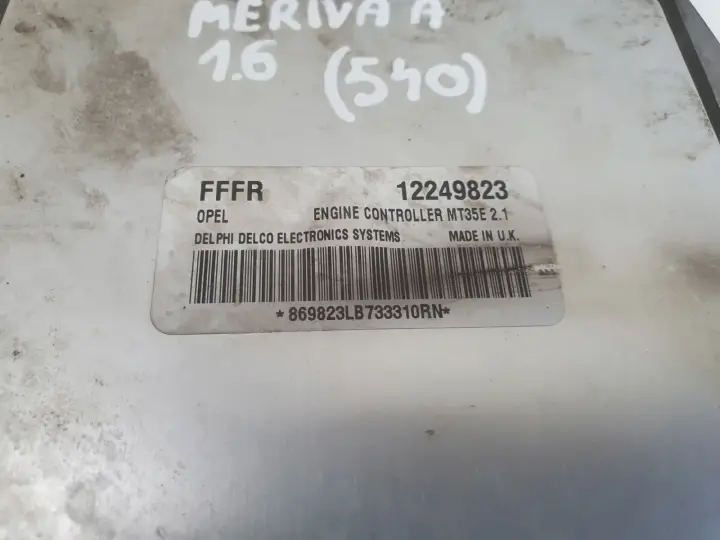 MERIVA A
1.6 (540)
FFFR 12249823
OPEL ENGINE CONTROLLER MT35E 2.1
DELPHI DELCO ELECTRONICS SYSTEMS MADE IN U.K.
*869823LB733310RN*